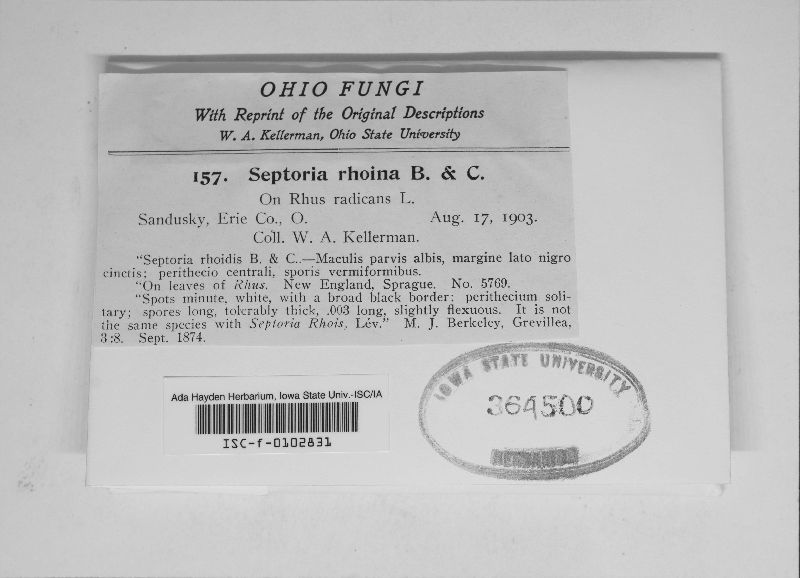 OHIO FUNGI
With Reprint of the Original Descriptions
W. A. Kellerman, Ohio State University
157. Septoria rhoina B. & C.
On Rhus radicans L.
Sandusky, Erie Co., O. Aug. 17, 1903.
Coll. W. A. Kellerman.
"Septoria rhoidis B. & C..—Maculis parvis albis, margine lato nigro
cinctis; perithecio centrali, sporis vermiformibus.
"On leaves of Rhus. New England, Sprague. No. 5769.
"Spots minute, white, with a broad black border; perithecium soli-
tary; spores long, tolerably thick, .003 long, slightly flexuous. It is not
the same species with Septoria Rhois, Lév." M. J. Berkeley, Grevillea,
3:8. Sept. 1874.
Ada Hayden Herbarium, Iowa State Univ.-ISC/IA
ISC-f-0102831
IOWA STATE UNIVERSITY
364500
HERBARIUM